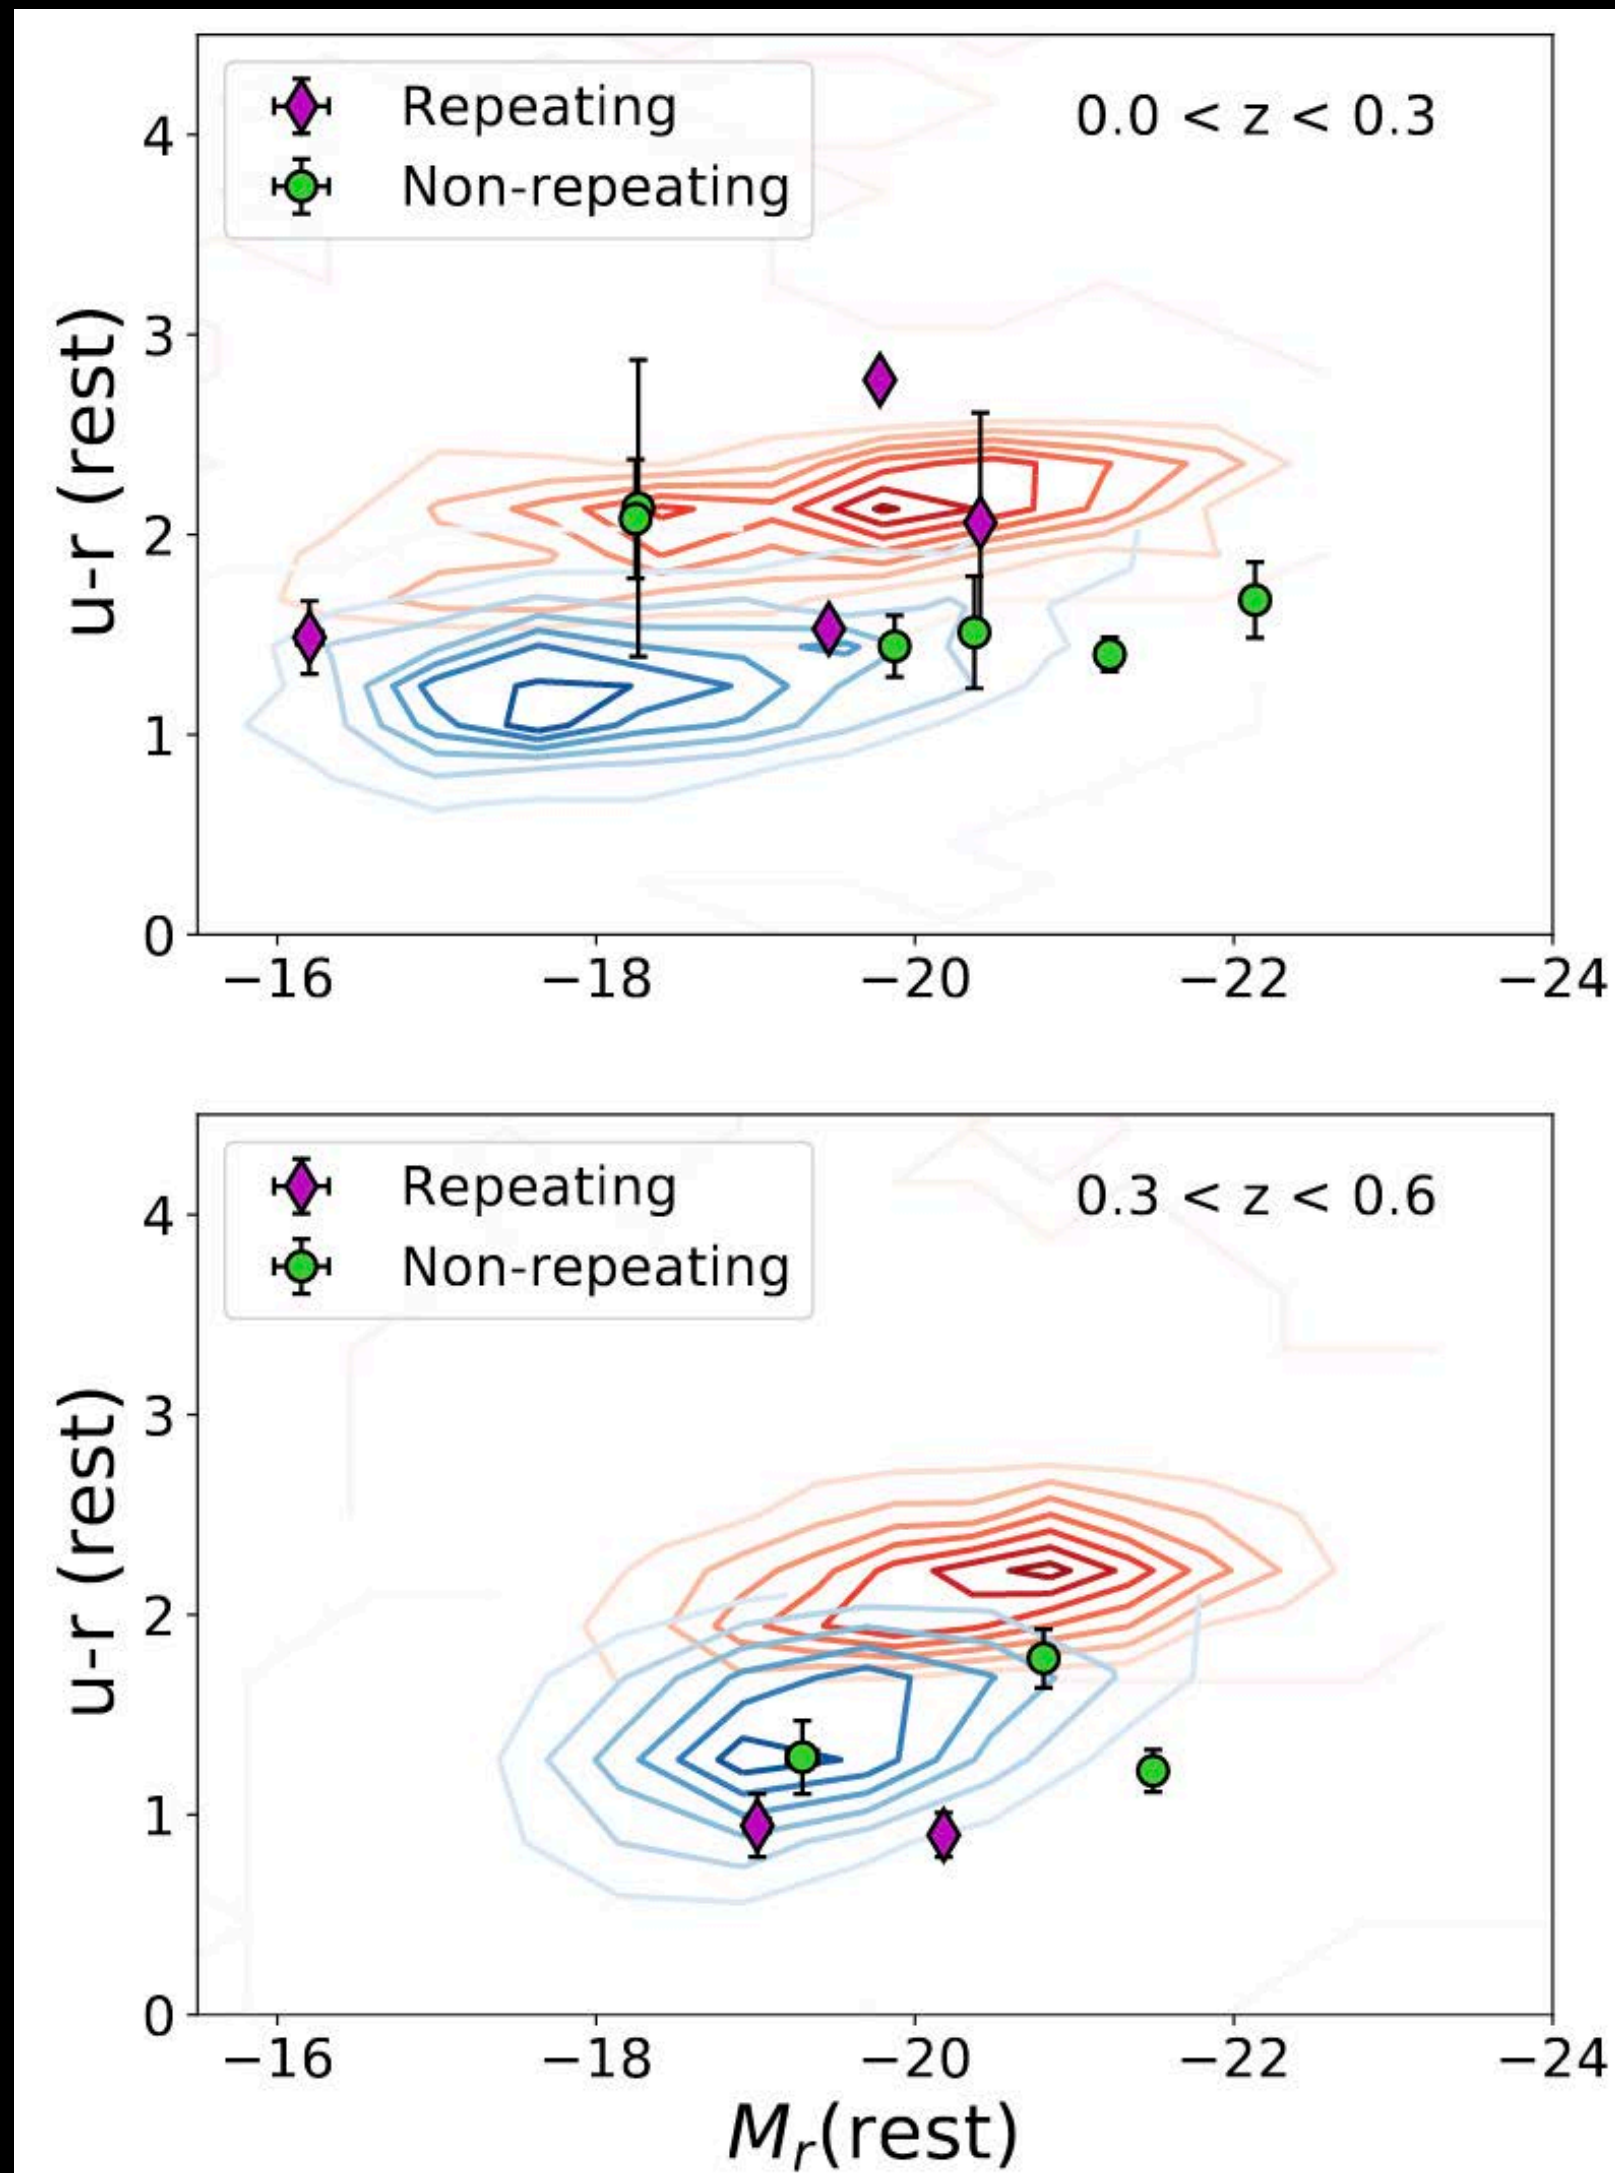 Repeating
0.0 < z < 0.3
Non-repeating
4
3
2
1
0
u-r (rest)
−16 −18 −20 −22 −24
Repeating
0.3 < z < 0.6
Non-repeating
4
3
2
1
0
u-r (rest)
−16 −18 −20 −22 −24
Mr(rest)